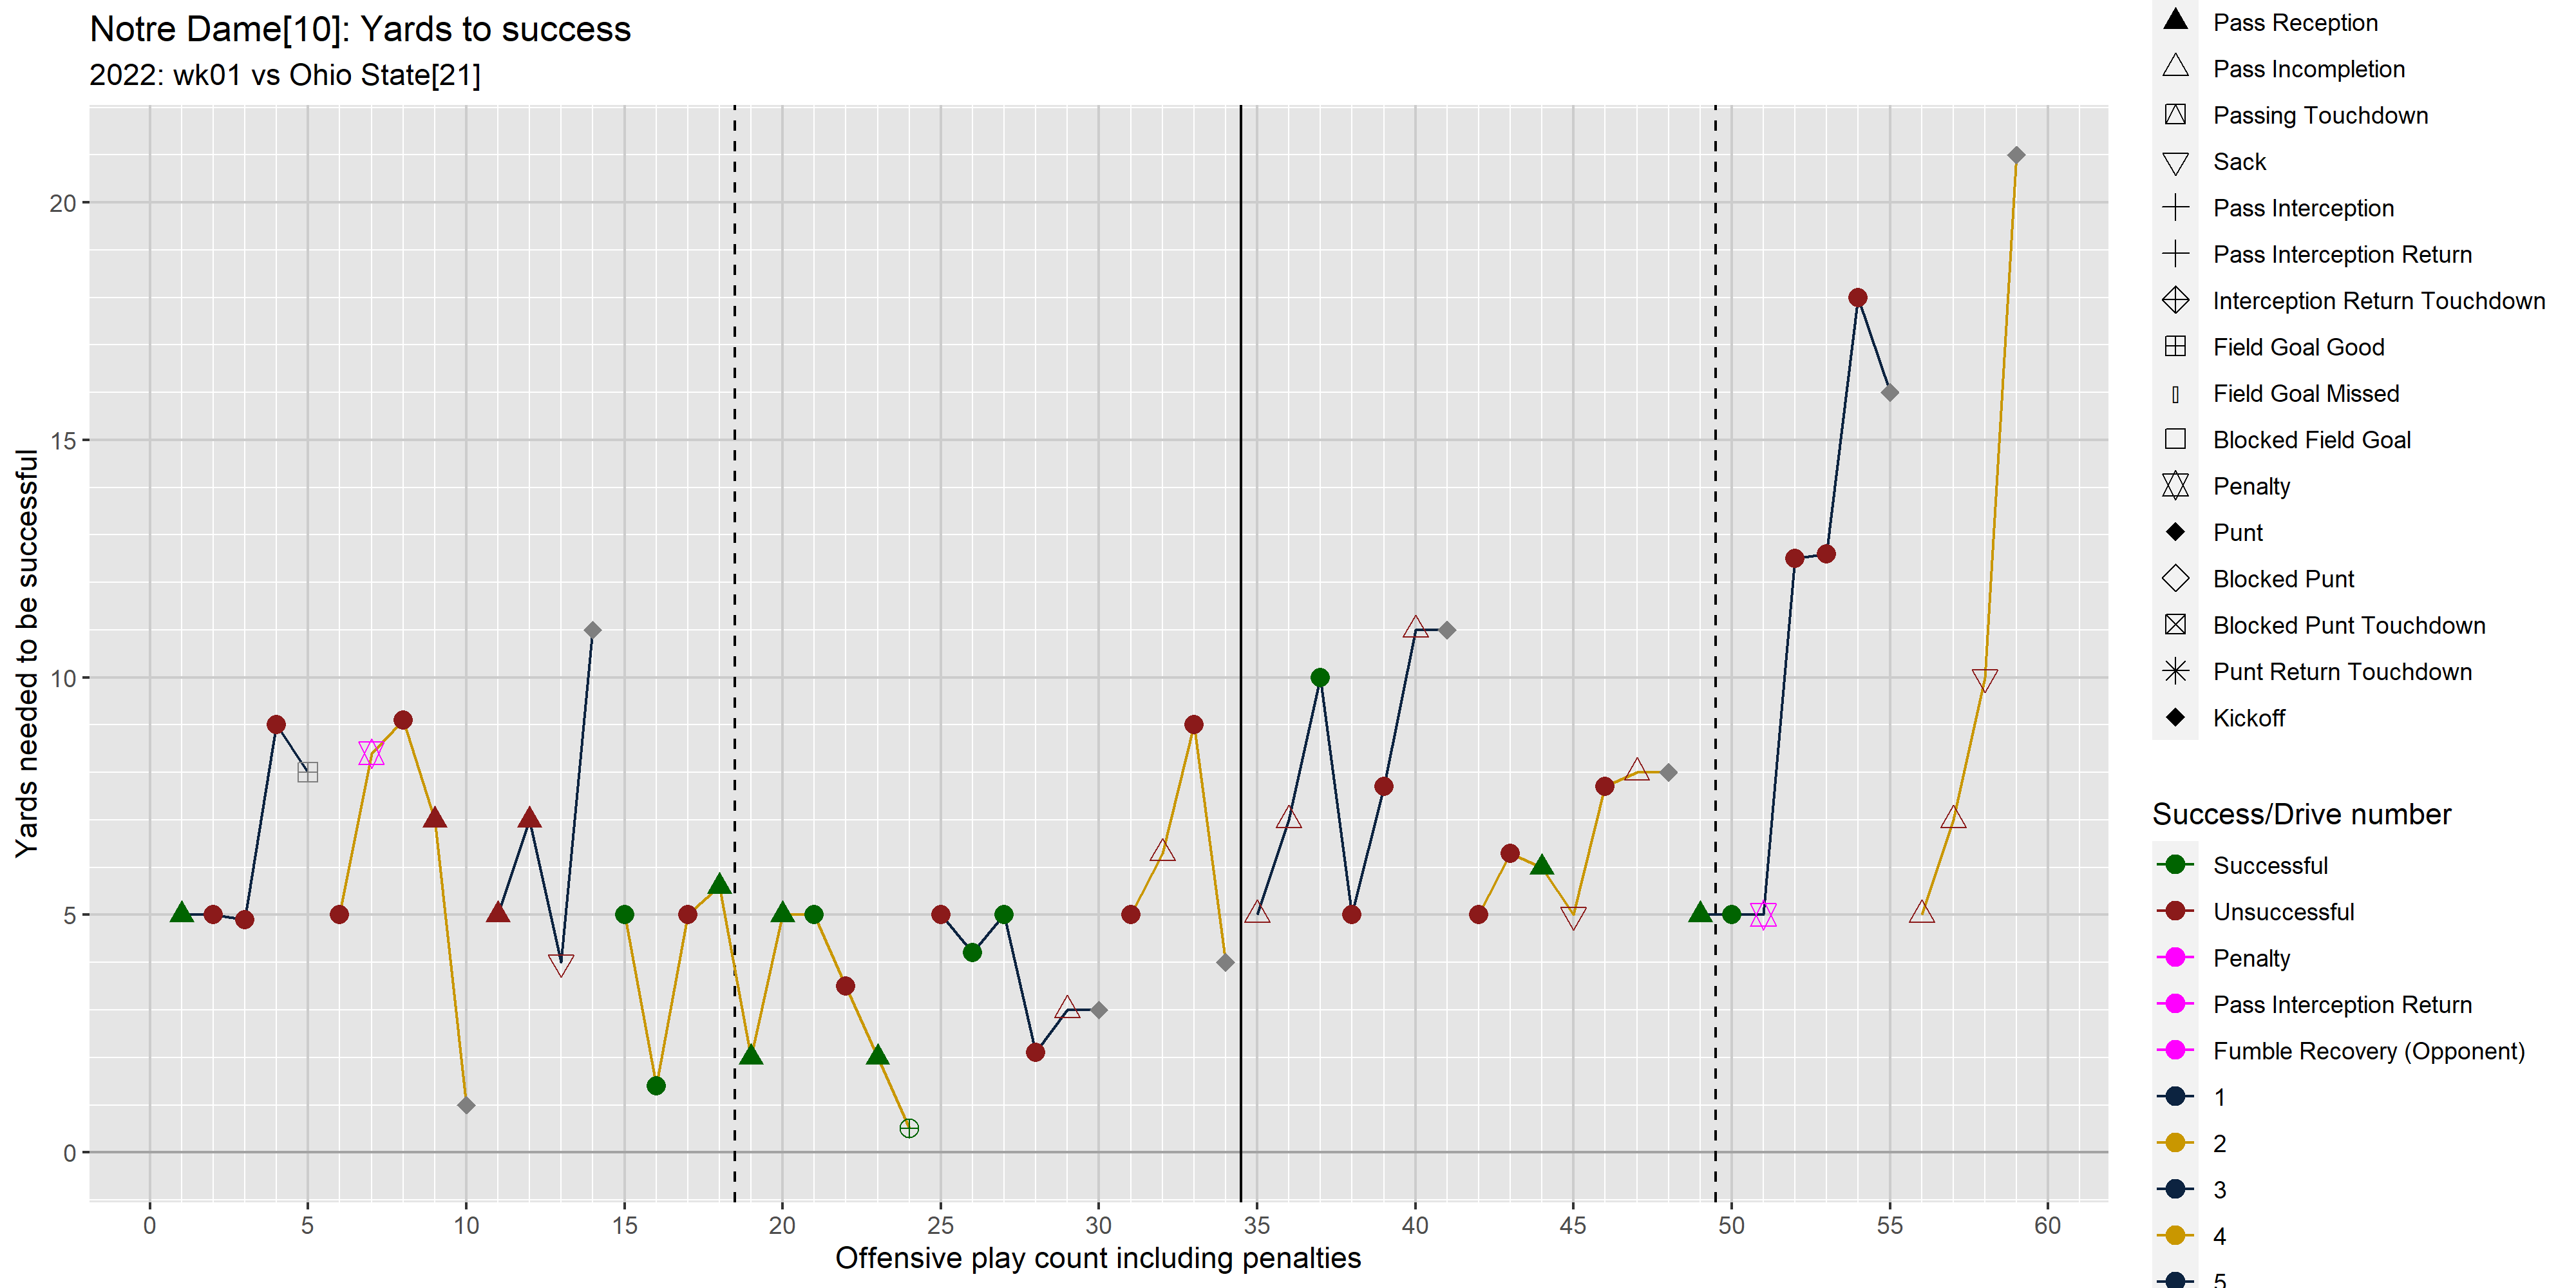 Notre Dame[10]: Yards to success
2022: wk01 vs Ohio State[21]
Yards needed to be successful
20
15
10
5
0
0 5 10 15 20 25 30 35 40 45 50 55 60
Offensive play count including penalties
Pass Reception
Pass Incompletion
Passing Touchdown
Sack
Pass Interception
Pass Interception Return
Interception Return Touchdown
Field Goal Good
Field Goal Missed
Blocked Field Goal
Penalty
Punt
Blocked Punt
Blocked Punt Touchdown
Punt Return Touchdown
Kickoff
Success/Drive number
Successful
Unsuccessful
Penalty
Pass Interception Return
Fumble Recovery (Opponent)
1
2
3
4
5